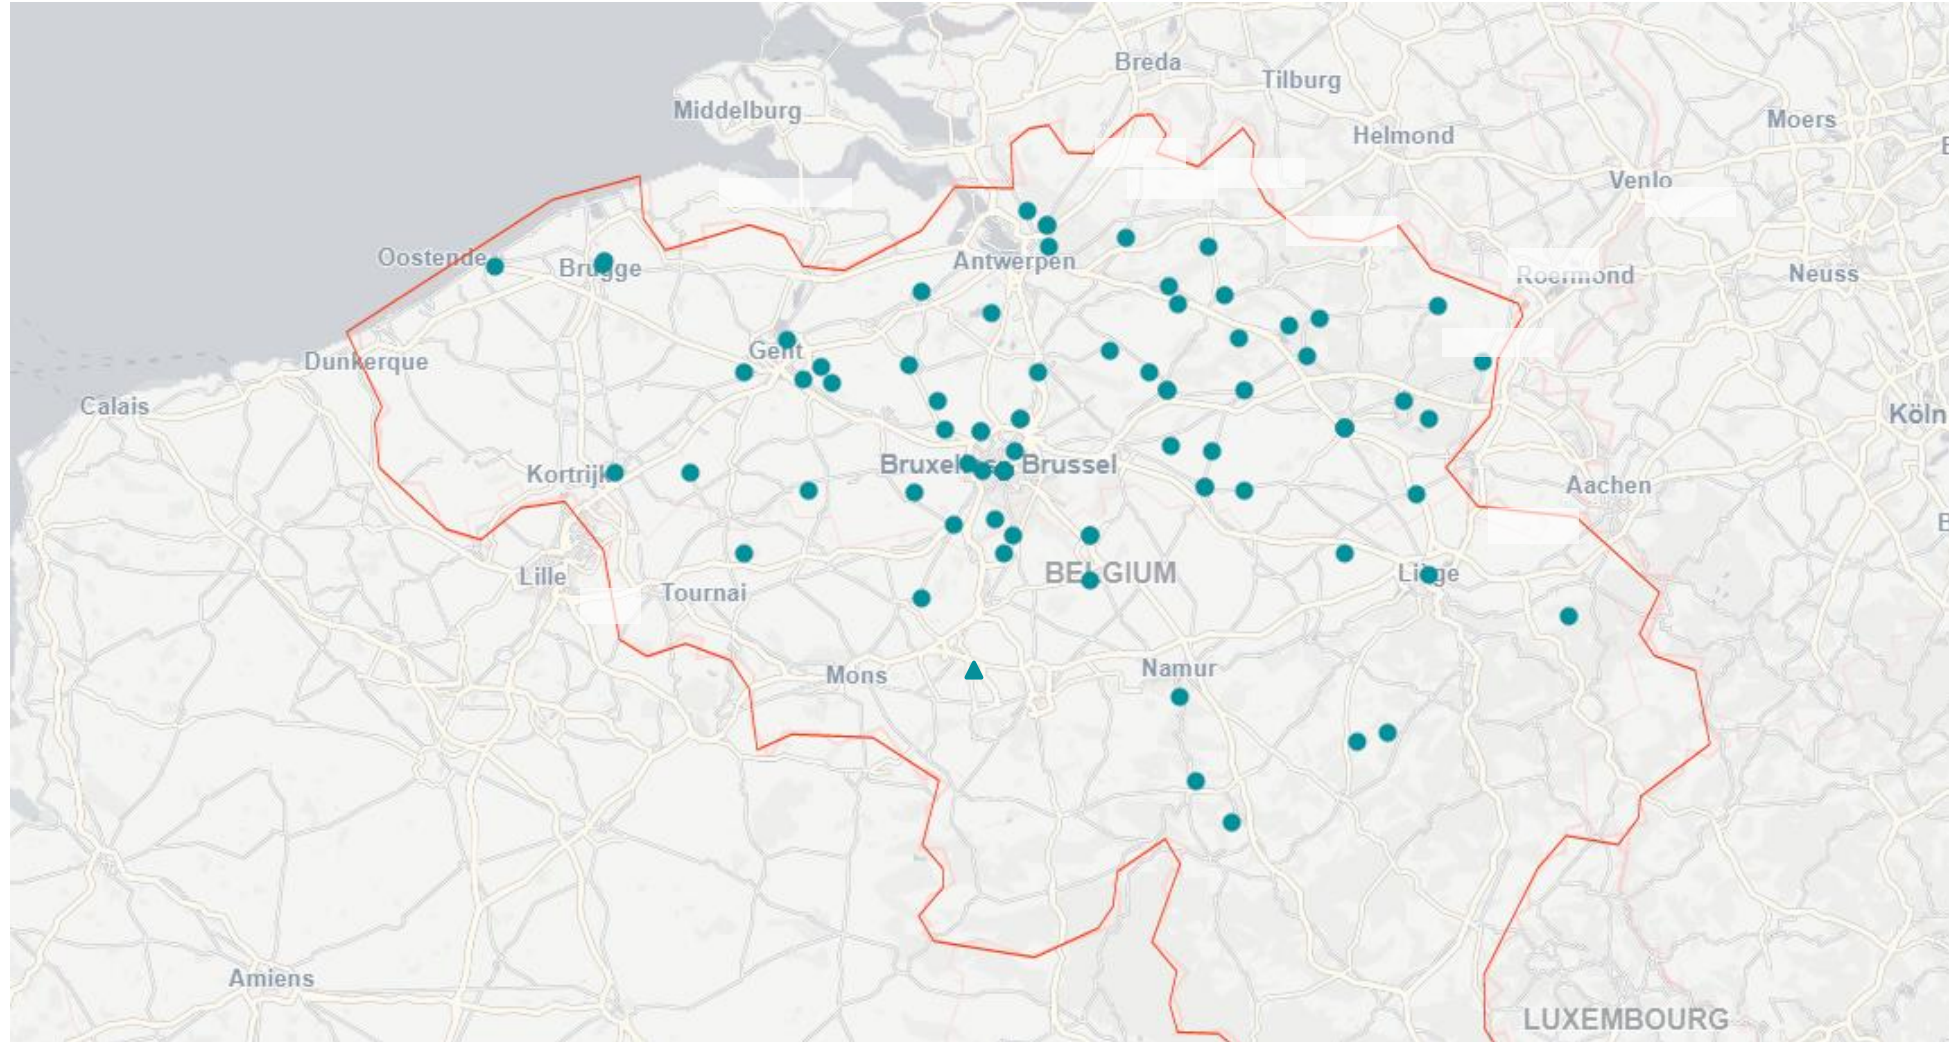 Breda
Tilburg
Middelburg
Moers
Helmond
Venlo
Oostende
Brugge
Antwerpen
Roermond
Neuss
Gent
Dunkerque
Calais
Köln
Kortrijk
Bruxelles - Brussel
Aachen
Lille
BELGIUM
Liège
Tournai
Mons
Namur
Amiens
LUXEMBOURG